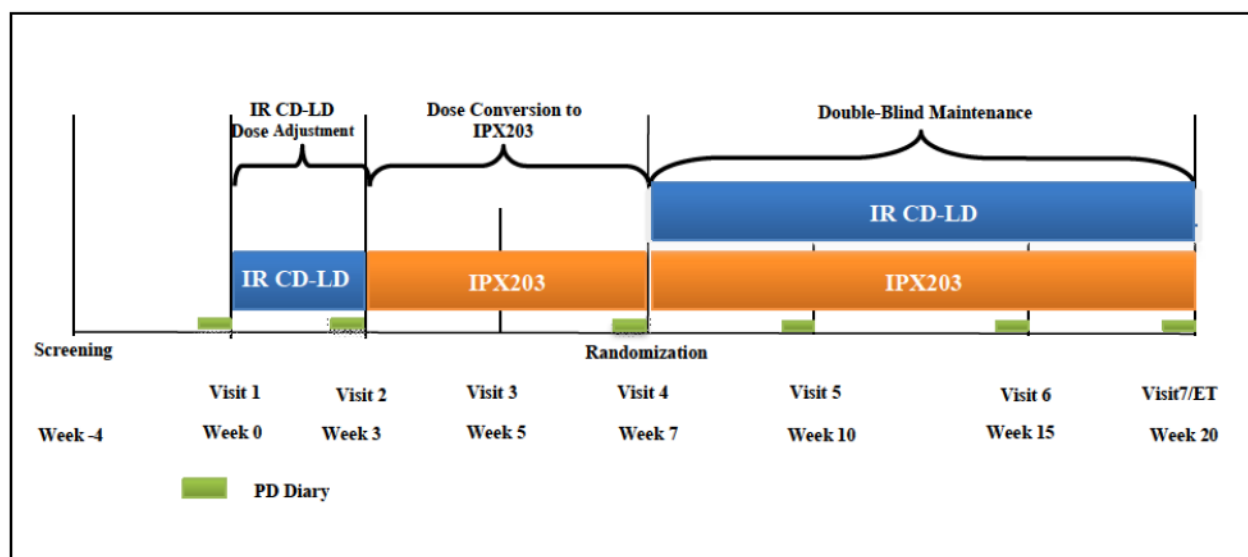 IR CD-LD
Dose Adjustment
Dose Conversion to
IPX203
Double-Blind Maintenance
IR CD-LD
IR CD-LD
IPX203
IPX203
Screening
Randomization
Visit 1
Visit 2
Visit 3
Visit 4
Visit 5
Visit 6
Visit7/ET
Week -4
Week 0
Week 3
Week 5
Week 7
Week 10
Week 15
Week 20
PD Diary